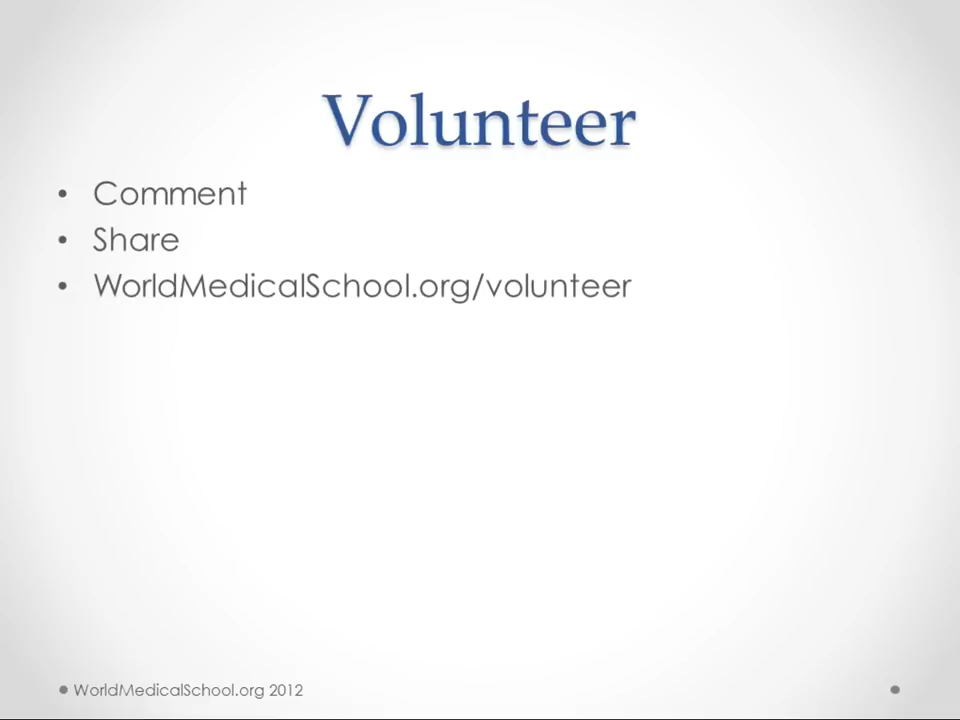 Volunteer
• Comment
• Share
• WorldMedicalSchool.org/volunteer
WorldMedicalSchool.org 2012